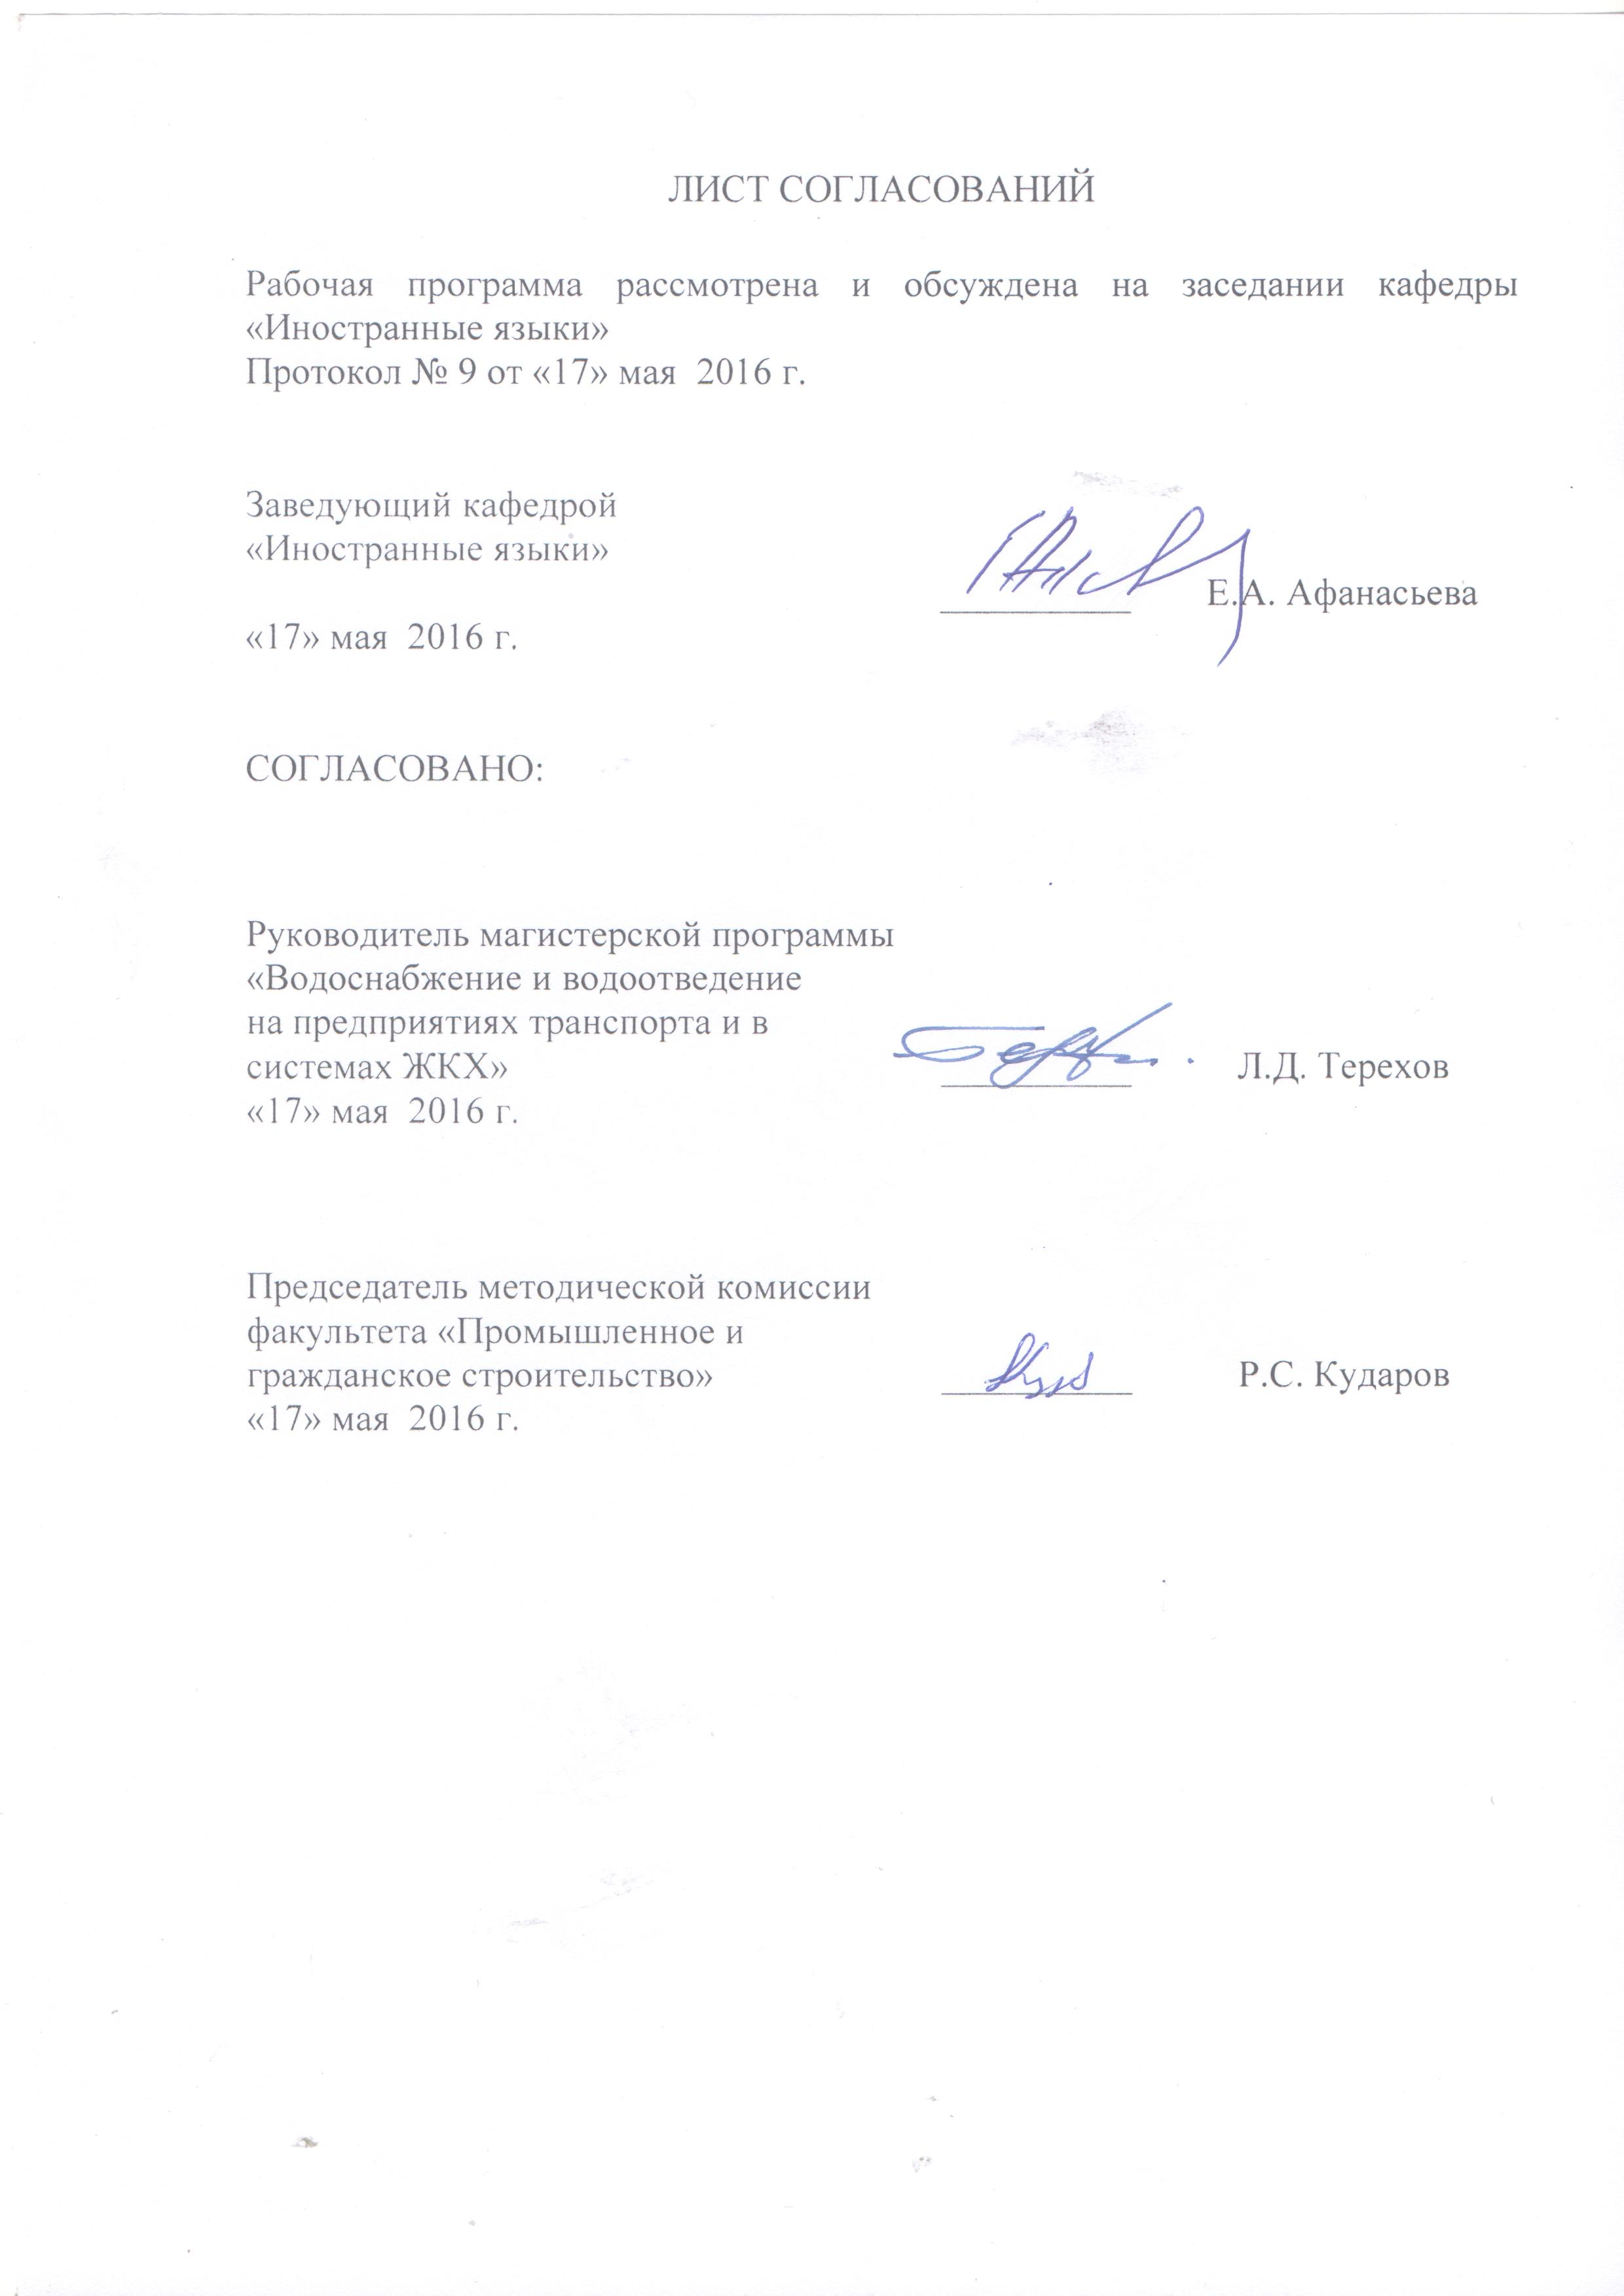 ЛИСТ СОГЛАСОВАНИЙ
Рабочая программа рассмотрена и обсуждена на заседании кафедры
«Иностранные языки»
Протокол № 9 от «17» мая 2016 г.
Заведующий кафедрой
«Иностранные языки»
Е.А. Афанасьева
«17» мая 2016 г.
СОГЛАСОВАНО:
Руководитель магистерской программы
«Водоснабжение и водоотведение
на предприятиях транспорта и в
системах ЖКХ» Л.Д. Терехов
«17» мая 2016 г.
Председатель методической комиссии
факультета «Промышленное и
гражданское строительство» Р.С. Кударов
«17» мая 2016 г.